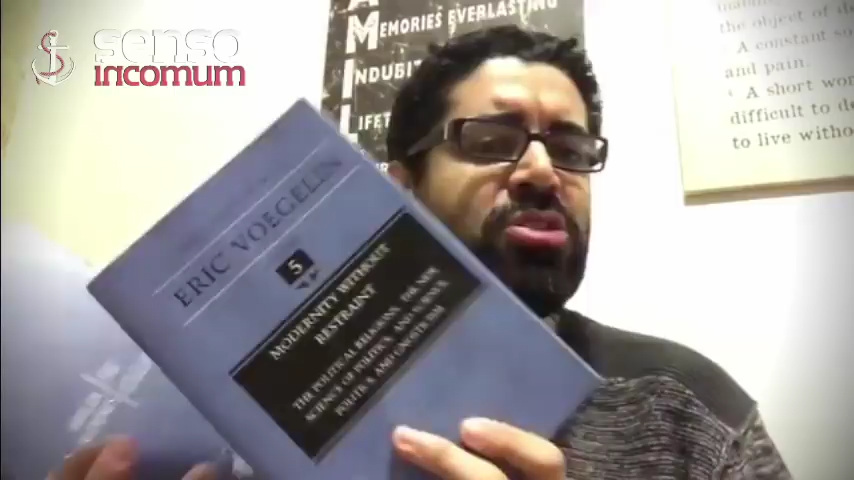 senso
incomum
MEMORIES EVERLASTING
INDUBIT
LIFET
the object of d
A constant so
and pain.
A short wor
difficult to de
to live witho
ERIC VOEGELIN
5
MODERNITY WITHOUT
RESTRAINT
THE POLITICAL RELIGIONS, THE NEW
SCIENCE OF POLITICS, AND SCIENCE,
POLITICS, AND GNOSTICISM